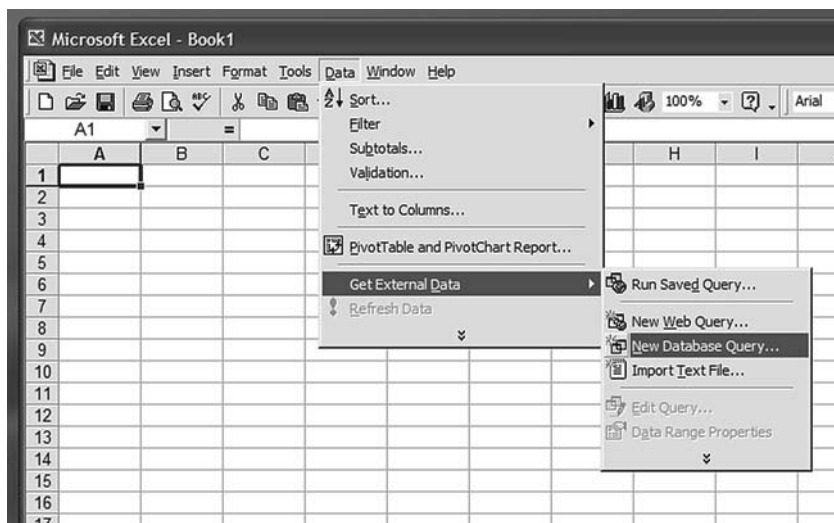 Microsoft Excel - Book1
File Edit View Insert Format Tools Data Window Help
100%
Arial
A1
=
A B C H I
Sort...
Filter
Subtotals...
Validation...
Text to Columns...
PivotTable and PivotChart Report...
Get External Data
Refresh Data
Run Saved Query...
New Web Query...
New Database Query...
Import Text File...
Edit Query...
Data Range Properties
1
2
3
4
5
6
7
8
9
10
11
12
13
14
15
16
17